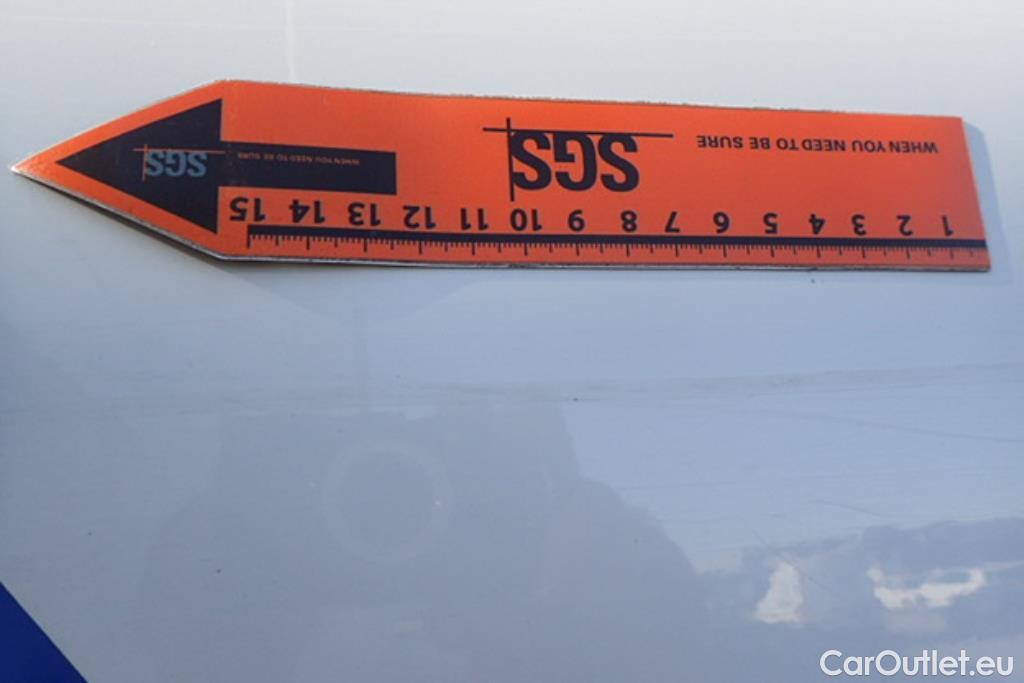 SGS
WHEN YOU NEED TO BE SURE
SGS
WHEN YOU NEED TO BE SURE
1 2 3 4 5 6 7 8 9 10 11 12 13 14 15
CarOutlet.eu